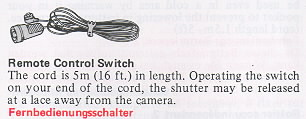 Remote Control Switch
The cord is 5m (16 ft.) in length. Operating the switch
on your end of the cord, the shutter may be released
at a lace away from the camera.
Fernbedienungsschalter